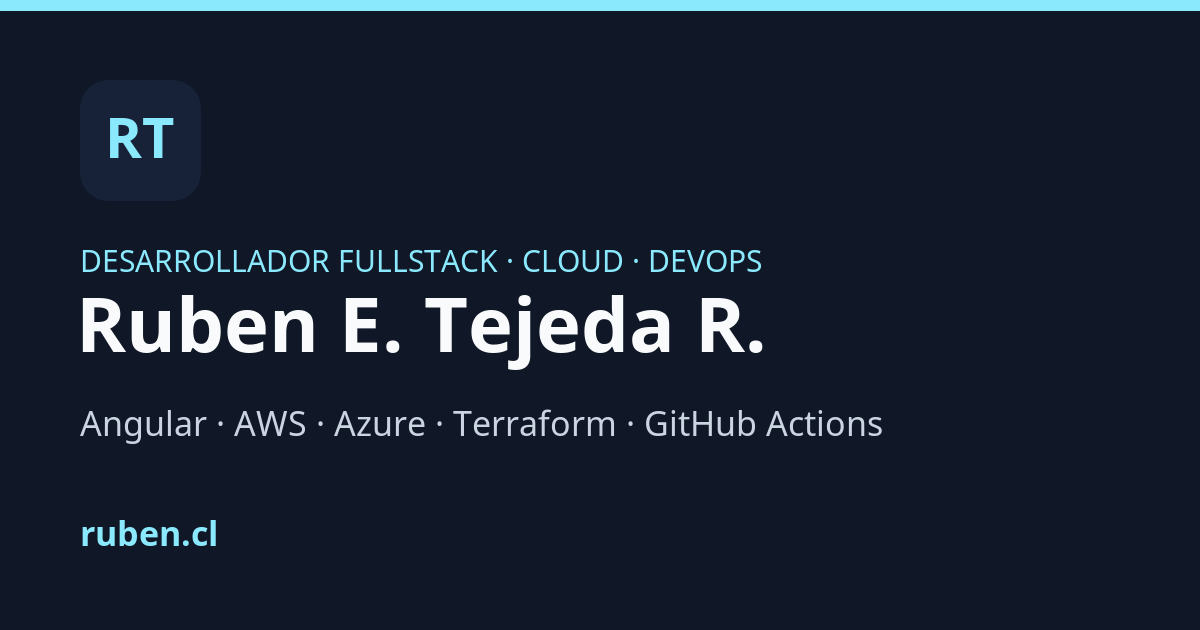 RT
DESARROLLADOR FULLSTACK · CLOUD · DEVOPS
Ruben E. Tejeda R.
Angular · AWS · Azure · Terraform · GitHub Actions
ruben.cl